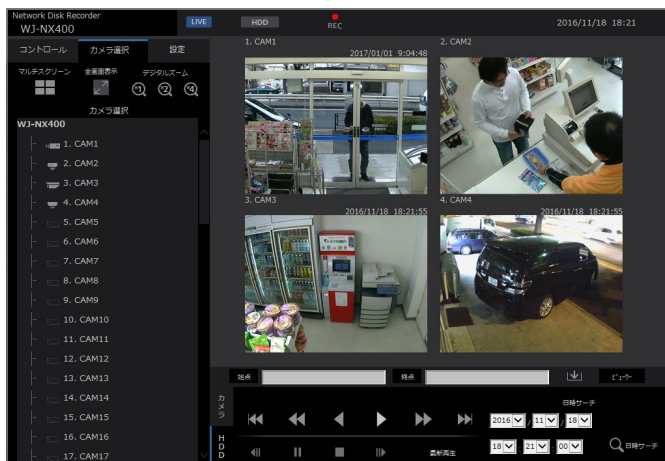 Network Disk Recorder
WJ-NX400
LIVE
HDD
REC
2016/11/18 18:21
コントロール
カメラ選択
設定
マルチスクリーン
全画面表示
デジタルズーム
×1
×2
×4
カメラ選択
WJ-NX400
1. CAM1
2. CAM2
3. CAM3
4. CAM4
5. CAM5
6. CAM6
7. CAM7
8. CAM8
9. CAM9
10. CAM10
11. CAM11
12. CAM12
13. CAM13
14. CAM14
15. CAM15
16. CAM16
17. CAM17
1. CAM1
2017/01/01 9:04:48
2. CAM2
3. CAM3
2016/11/18 18:21:55
4. CAM4
2016/11/18 18:21:55
始点
終点
ビューワー
カメラ
HDD
最新再生
日時サーチ
2016 / 11 / 18
18 : 21 : 00
日時サーチ